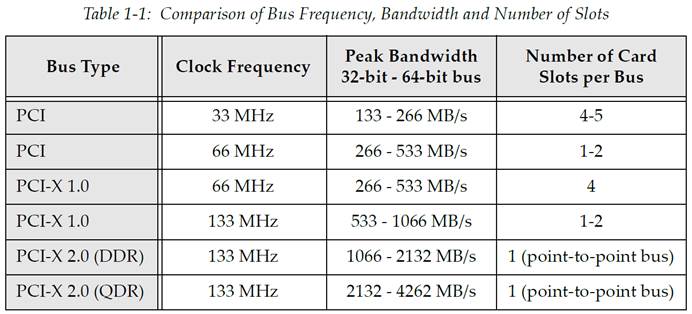 Table 1-1: Comparison of Bus Frequency, Bandwidth and Number of Slots
Bus Type Clock Frequency Peak Bandwidth 32-bit - 64-bit bus Number of Card Slots per Bus
PCI 33 MHz 133 - 266 MB/s 4-5
PCI 66 MHz 266 - 533 MB/s 1-2
PCI-X 1.0 66 MHz 266 - 533 MB/s 4
PCI-X 1.0 133 MHz 533 - 1066 MB/s 1-2
PCI-X 2.0 (DDR) 133 MHz 1066 - 2132 MB/s 1 (point-to-point bus)
PCI-X 2.0 (QDR) 133 MHz 2132 - 4262 MB/s 1 (point-to-point bus)